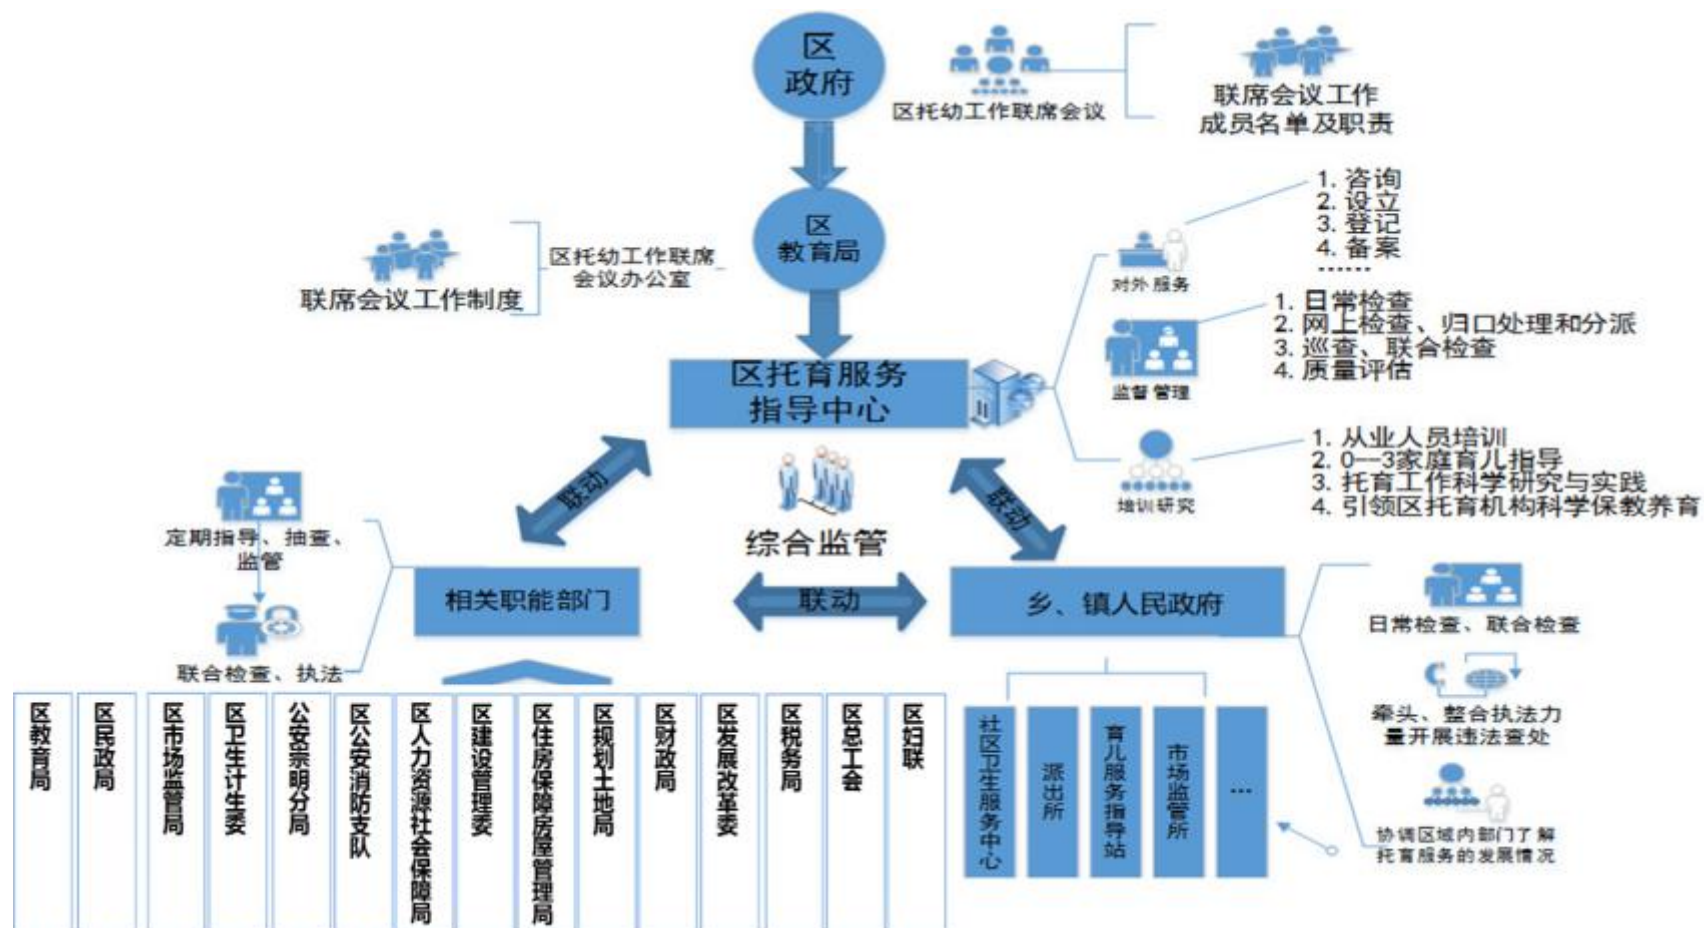 区
政府
区托幼工作联席会议
联席会议工作
成员名单及职责
区
教育局
区托幼工作联席
会议办公室
联席会议工作制度
1. 咨询
2. 设立
3. 登记
4. 备案
……
对外服务
1. 日常检查
2. 网上检查、归口处理和分派
3. 巡查、联合检查
4. 质量评估
监督管理
区托育服务
指导中心
1. 从业人员培训
2. 0--3家庭育儿指导
3. 托育工作科学研究与实践
4. 引领区托育机构科学保教养育
培训研究
联动
联动
综合监管
定期指导、抽查、
监管
联合检查、执法
相关职能部门
联动
乡、镇人民政府
日常检查、联合检查
牵头、整合执法力
量开展违法查处
协调区域内部门了解
托育服务的发展情况
区教育局
区民政局
区市场监管局
区卫生计生委
公安崇明分局
区公安消防支队
区人力资源社会保障局
区建设管理委
区住房保障房屋管理局
区规划土地局
区财政局
区发展改革委
区税务局
区总工会
区妇联
社区卫生服务中心
派出所
育儿服务指导站
市场监管所
…